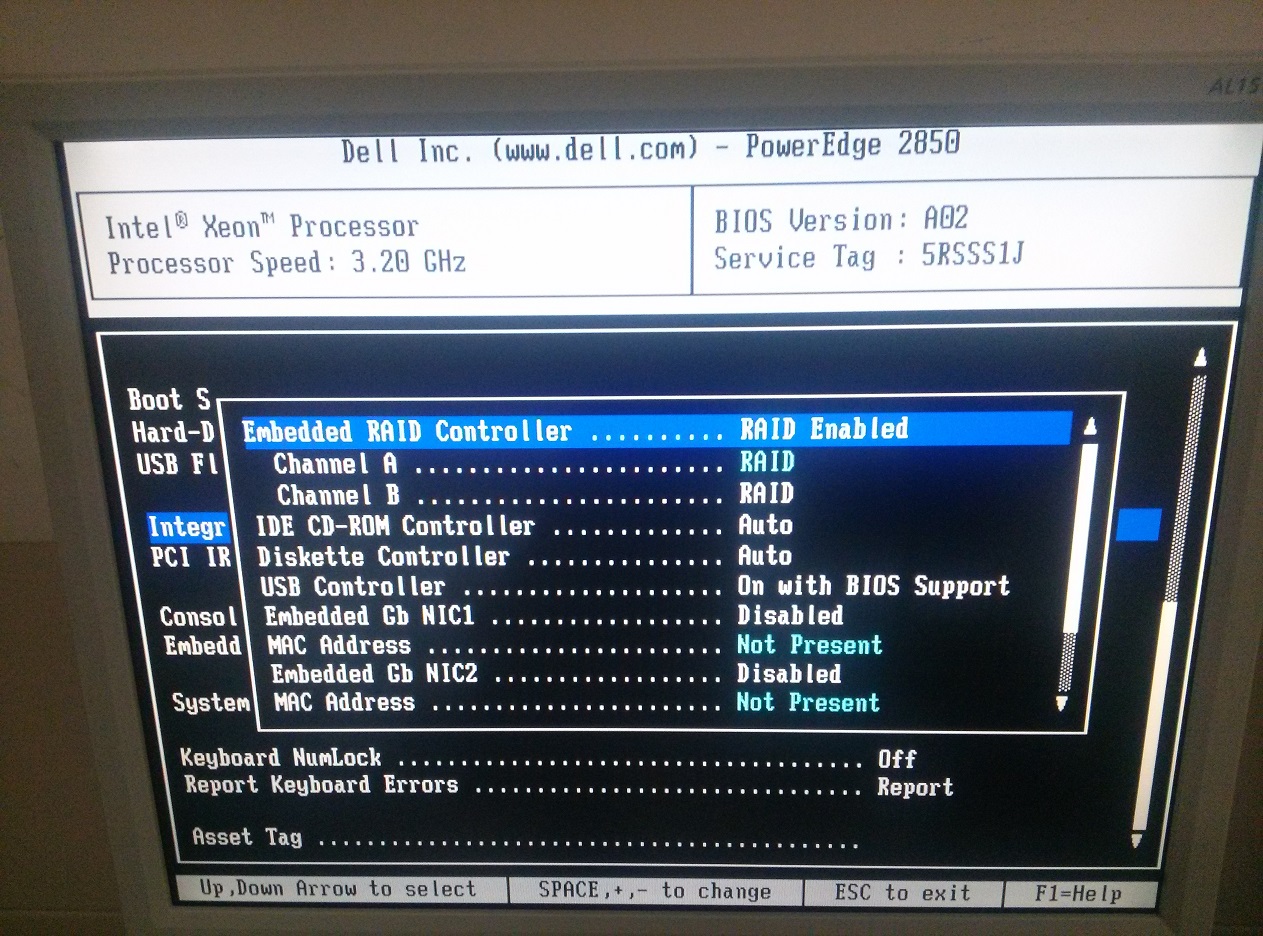 Dell Inc. (www.dell.com) - PowerEdge 2850
Intel® Xeon™ Processor
Processor Speed: 3.20 GHz
BIOS Version: A02
Service Tag : 5RSSS1J
Boot S
Hard-D
USB Fl
Integr
PCI IR
Consol
Embedd
System
Embedded RAID Controller .......... RAID Enabled
Channel A ....................... RAID
Channel B ....................... RAID
IDE CD-ROM Controller ............. Auto
Diskette Controller ............... Auto
USB Controller .................... On with BIOS Support
Embedded Gb NIC1 .................. Disabled
MAC Address ....................... Not Present
Embedded Gb NIC2 .................. Disabled
MAC Address ....................... Not Present
Keyboard NumLock ...................................... Off
Report Keyboard Errors ................................ Report
Asset Tag .............................................
Up,Down Arrow to select
SPACE,+,- to change
ESC to exit
F1=Help